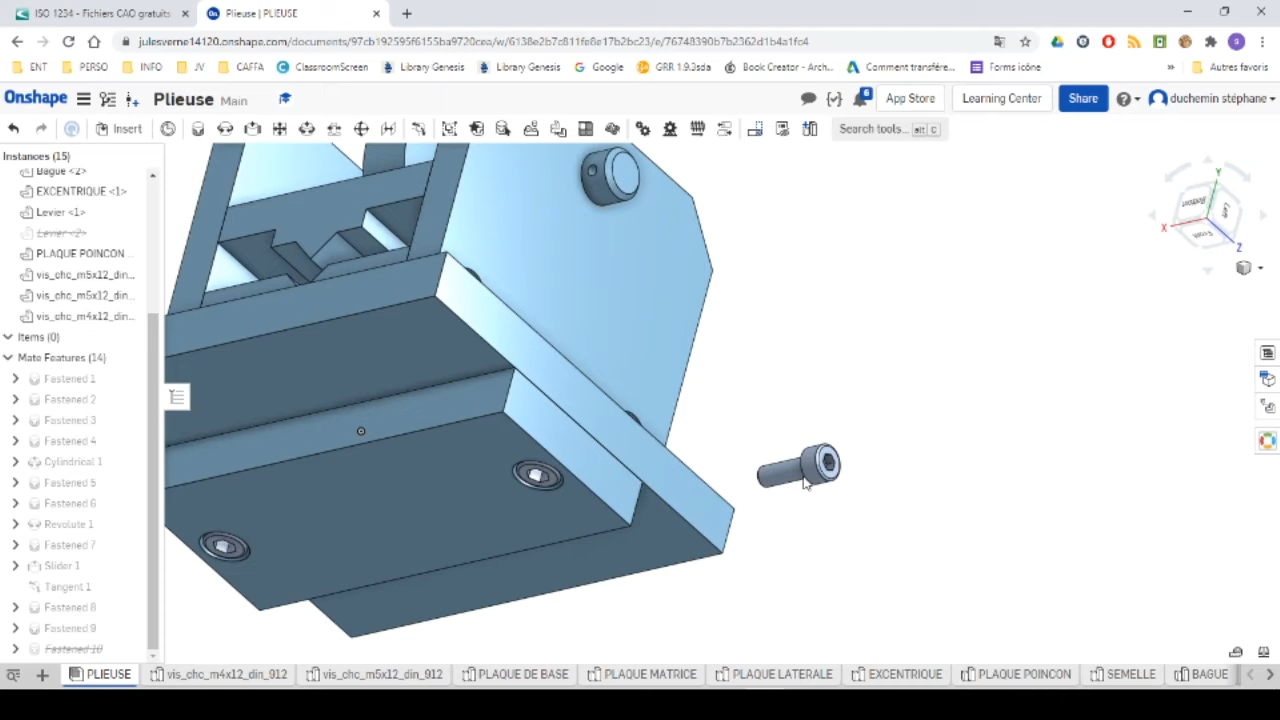 ISO 1234 - Fichiers CAO gratuits
Plieuse | PLIEUSE
julesverne14120.onshape.com/documents/97cb192595f6155ba9720cea/w/6138e2b7c811fe8e17b2bc23/e/76748390b7b2362d1b4a1fc4
ENT PERSO INFO JV CAFFA ClassroomScreen Library Genesis Library Genesis Google GRR 1.9.3sda Book Creator - Arch... Comment transfére... Forms icône » Autres favoris
Onshape Plieuse Main App Store Learning Center Share duchemin stéphane
Insert Search tools... alt C
Instances (15)
Bague <2>
EXCENTRIQUE <1>
Levier <1>
Levier <2>
PLAQUE POINCON ...
vis_chc_m5x12_din...
vis_chc_m5x12_din...
vis_chc_m4x12_din...
Items (0)
Mate Features (14)
Fastened 1
Fastened 2
Fastened 3
Fastened 4
Cylindrical 1
Fastened 5
Fastened 6
Revolute 1
Fastened 7
Slider 1
Tangent 1
Fastened 8
Fastened 9
Fastened 10
Y
Bottom Left
X Front Z
PLIEUSE vis_chc_m4x12_din_912 vis_chc_m5x12_din_912 PLAQUE DE BASE PLAQUE MATRICE PLAQUE LATERALE EXCENTRIQUE PLAQUE POINCON SEMELLE BAGUE